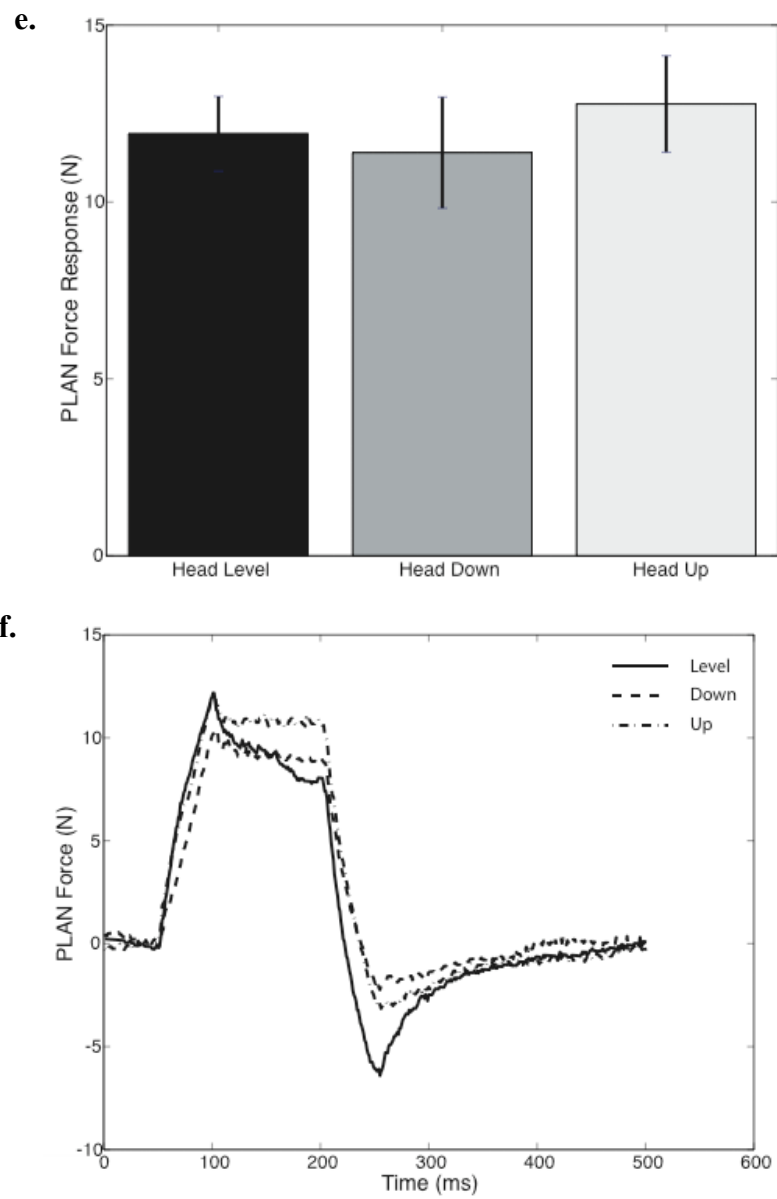 e.
15
10
5
0
PLAN Force Response (N)
Head Level
Head Down
Head Up
f.
15
10
5
0
-5
-10
PLAN Force (N)
Level
Down
Up
0
100
200
300
400
500
600
Time (ms)